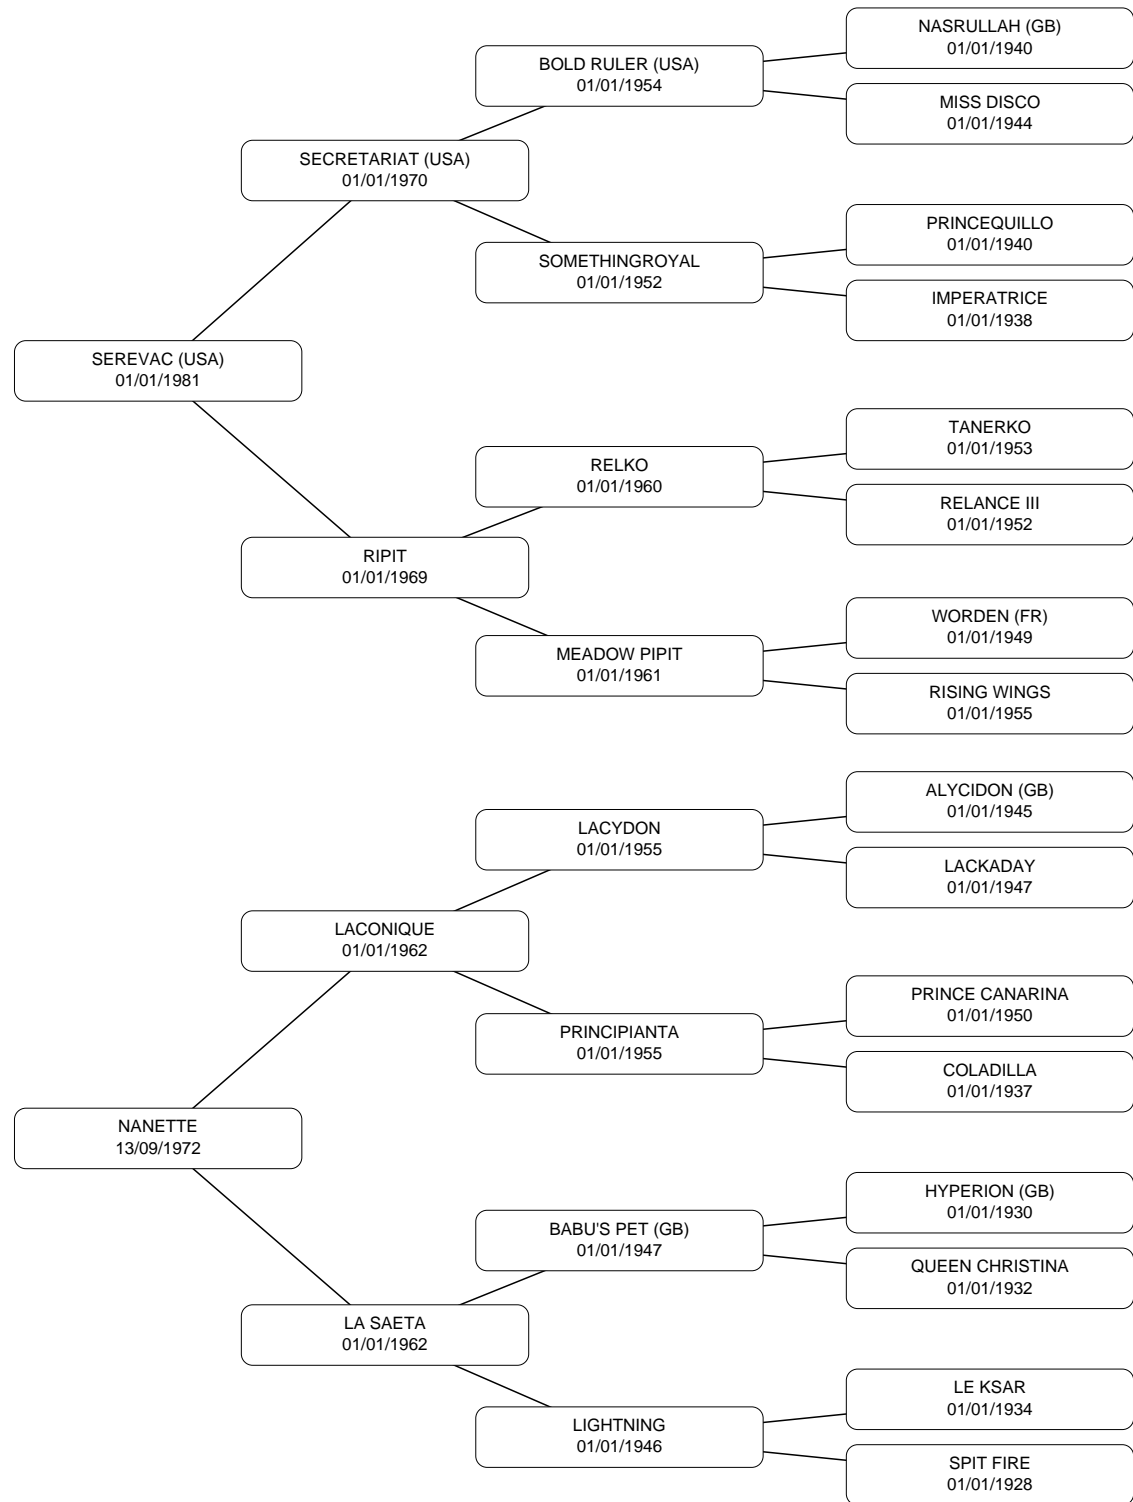 NASRULLAH (GB)
01/01/1940
BOLD RULER (USA)
01/01/1954
MISS DISCO
01/01/1944
SECRETARIAT (USA)
01/01/1970
PRINCEQUILLO
01/01/1940
SOMETHINGROYAL
01/01/1952
IMPERATRICE
01/01/1938
SEREVAC (USA)
01/01/1981
TANERKO
01/01/1953
RELKO
01/01/1960
RELANCE III
01/01/1952
RIPIT
01/01/1969
WORDEN (FR)
01/01/1949
MEADOW PIPIT
01/01/1961
RISING WINGS
01/01/1955
ALYCIDON (GB)
01/01/1945
LACYDON
01/01/1955
LACKADAY
01/01/1947
LACONIQUE
01/01/1962
PRINCE CANARINA
01/01/1950
PRINCIPIANTA
01/01/1955
COLADILLA
01/01/1937
NANETTE
13/09/1972
HYPERION (GB)
01/01/1930
BABU'S PET (GB)
01/01/1947
QUEEN CHRISTINA
01/01/1932
LA SAETA
01/01/1962
LE KSAR
01/01/1934
LIGHTNING
01/01/1946
SPIT FIRE
01/01/1928